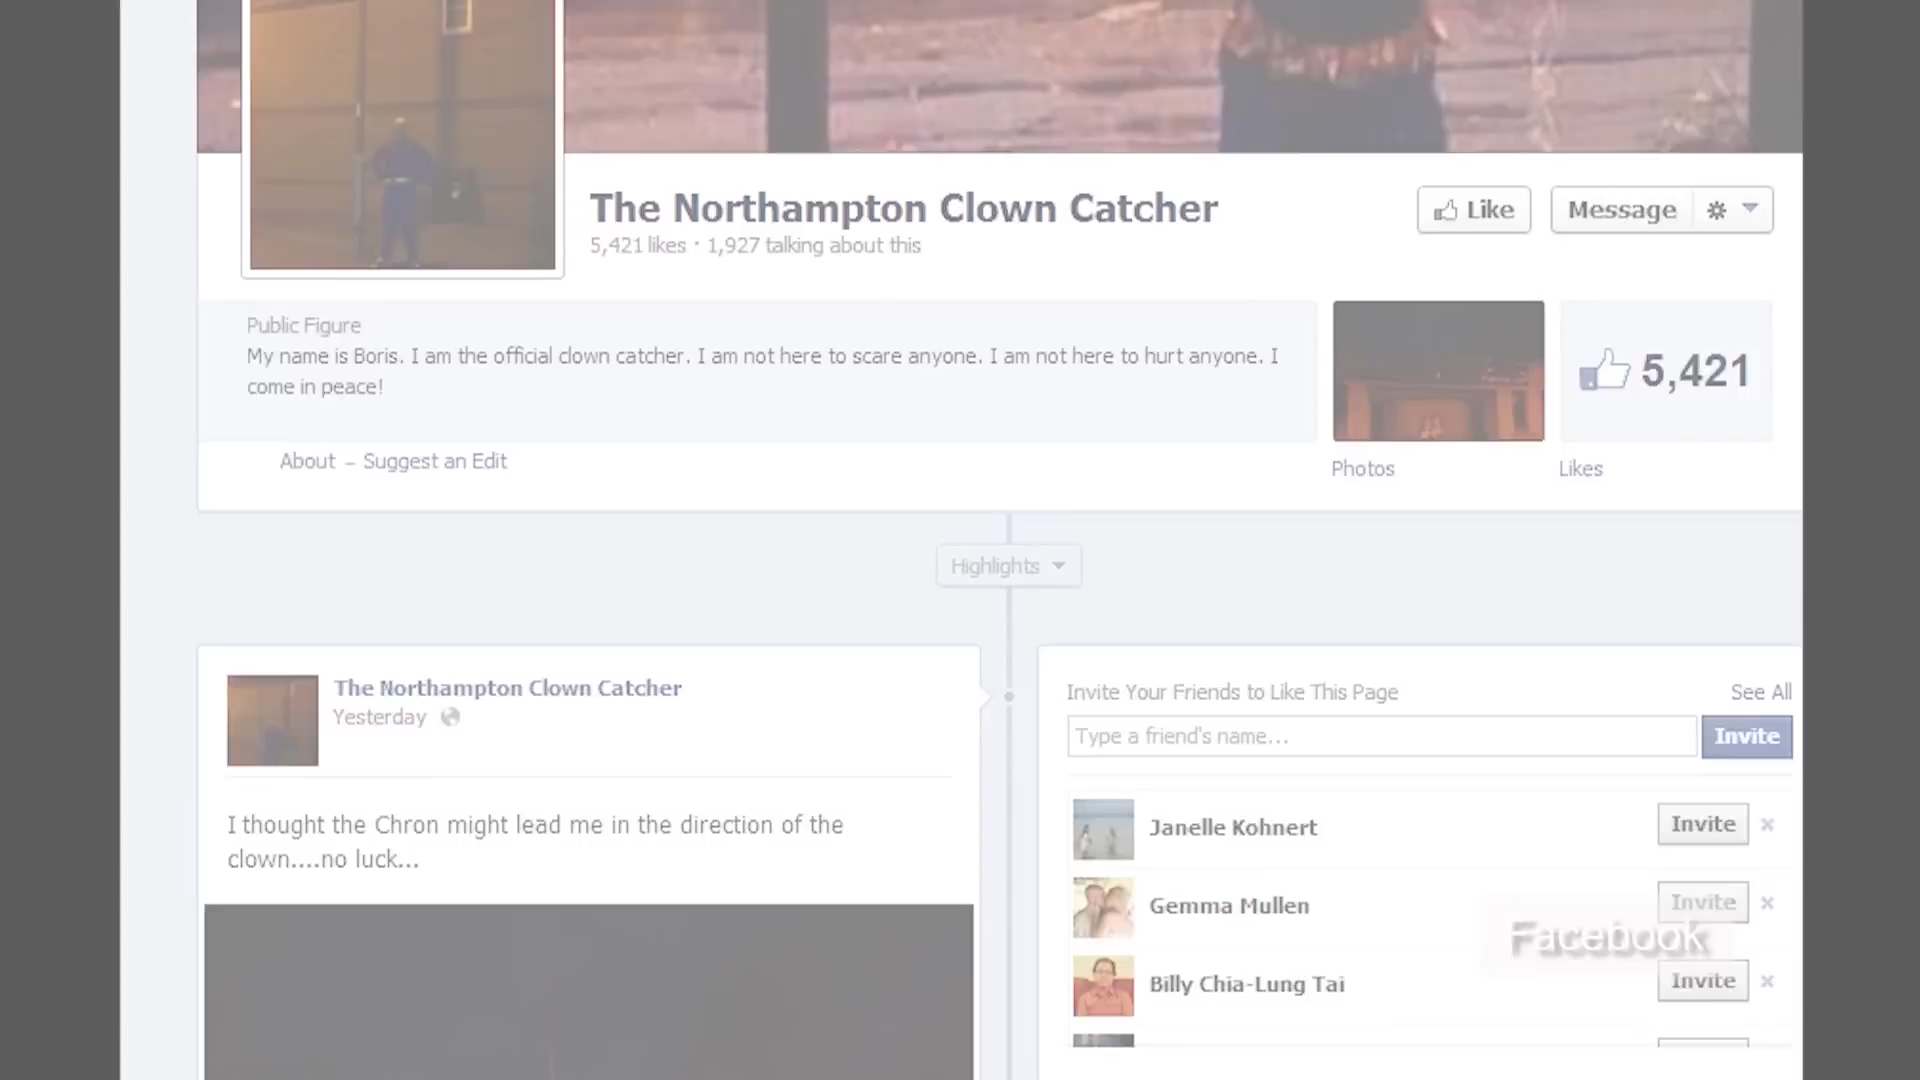 The Northampton Clown Catcher
5,421 likes · 1,927 talking about this
Like
Message
Public Figure
My name is Boris. I am the official clown catcher. I am not here to scare anyone. I am not here to hurt anyone. I
come in peace!
5,421
About – Suggest an Edit
Photos
Likes
Highlights
The Northampton Clown Catcher
Yesterday
I thought the Chron might lead me in the direction of the
clown....no luck...
Invite Your Friends to Like This Page
See All
Type a friend's name...
Invite
Janelle Kohnert
Invite
Gemma Mullen
Invite
Facebook
Billy Chia-Lung Tai
Invite